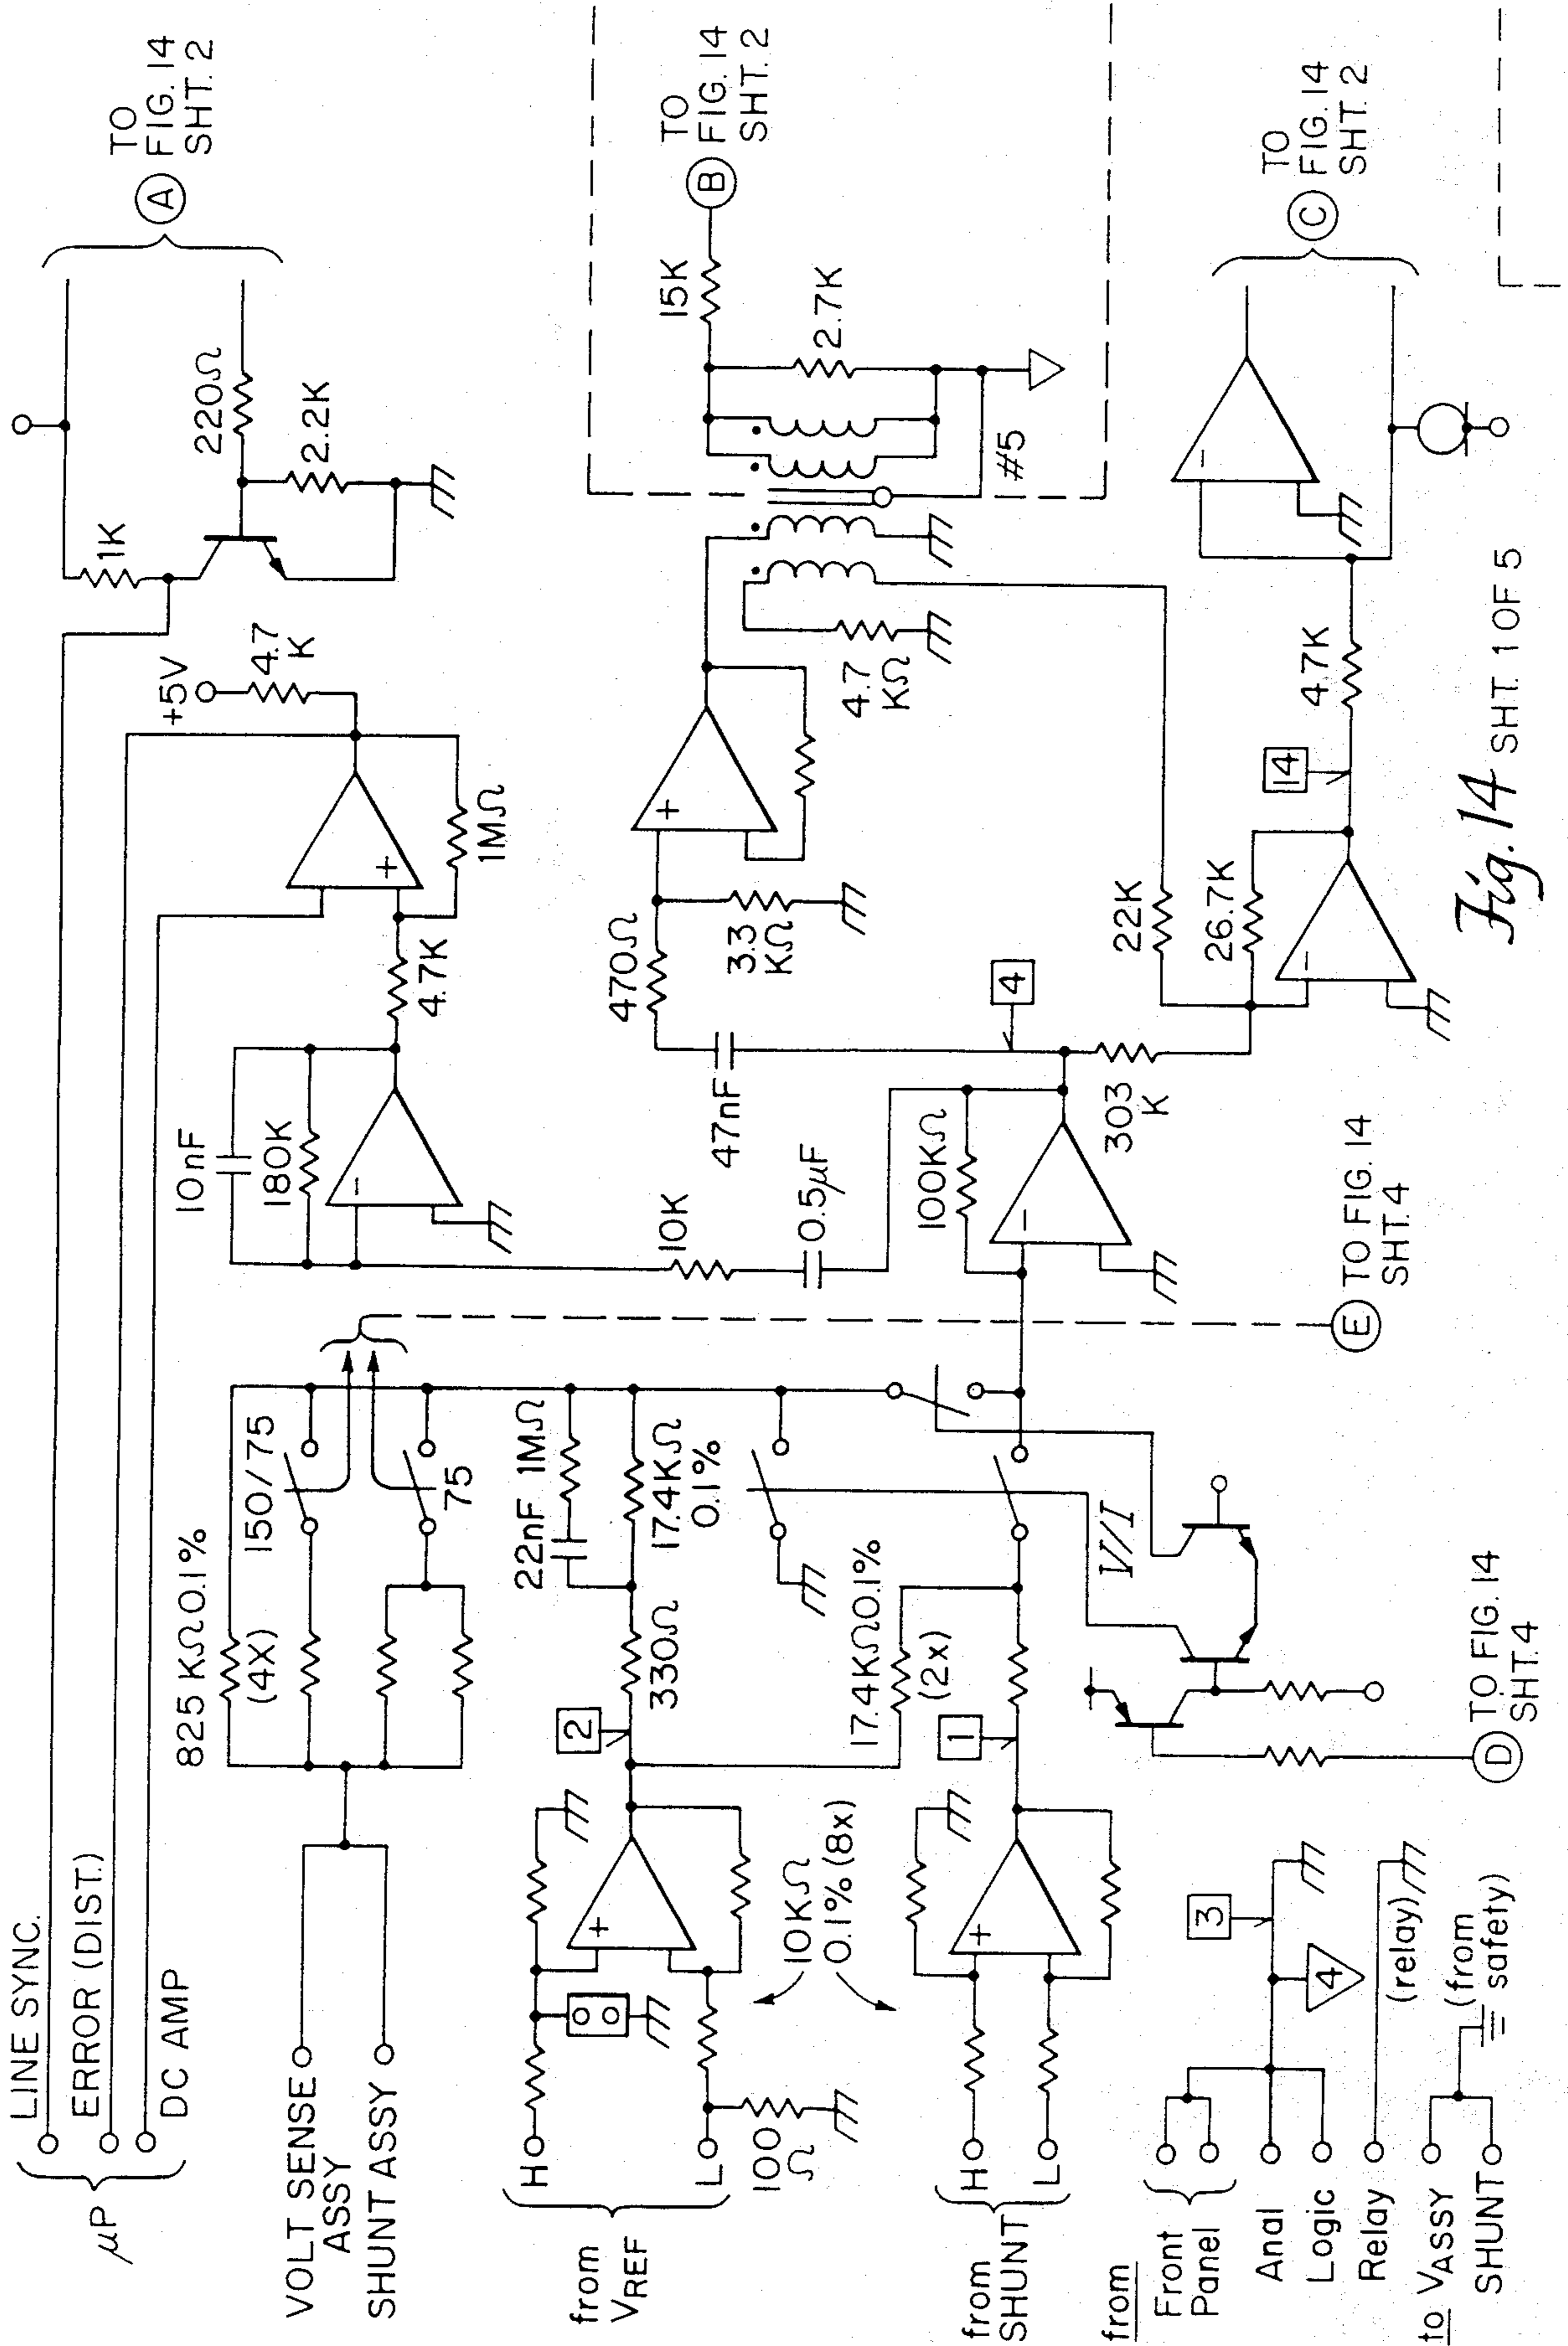 LINE SYNC.
ERROR (DIST.)
DC AMP
μP
VOLT SENSE
ASSY
SHUNT ASSY
825 KΩ 0.1%
(4X)
150/75
75
22nF
1MΩ
17.4KΩ
0.1%
330Ω
2
H
L
from
VREF
100
Ω
10KΩ
0.1% (8x)
+
17.4KΩ 0.1%
(2x)
1
H
L
from
SHUNT
+
V/I
D
TO FIG. 14
SHT. 4
E
TO FIG. 14
SHT. 4
from
Front
Panel
Anal
Logic
Relay
to VASSY
SHUNT
3
4
(relay)
(from
safety)
10nF
180K
-
4.7K
+
1MΩ
+5V
4.7
K
1K
220Ω
2.2K
A
TO
FIG. 14
SHT. 2
10K
0.5μF
100KΩ
-
47nF
470Ω
3.3
KΩ
+
4
303
K
4.7
KΩ
22K
26.7K
-
14
4.7K
-
#5
15K
2.7K
B
TO
FIG. 14
SHT. 2
C
TO
FIG. 14
SHT. 2
Fig. 14 SHT. 1 OF 5